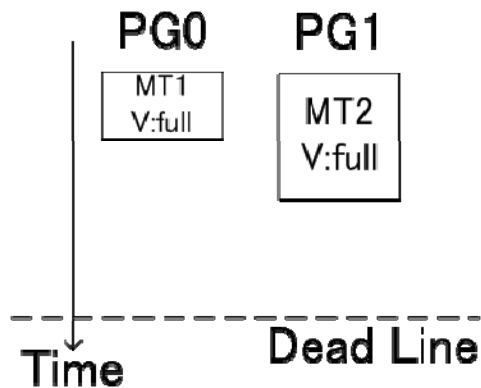 PG0 PG1
MT1
V:full
MT2
V:full
Dead Line
Time